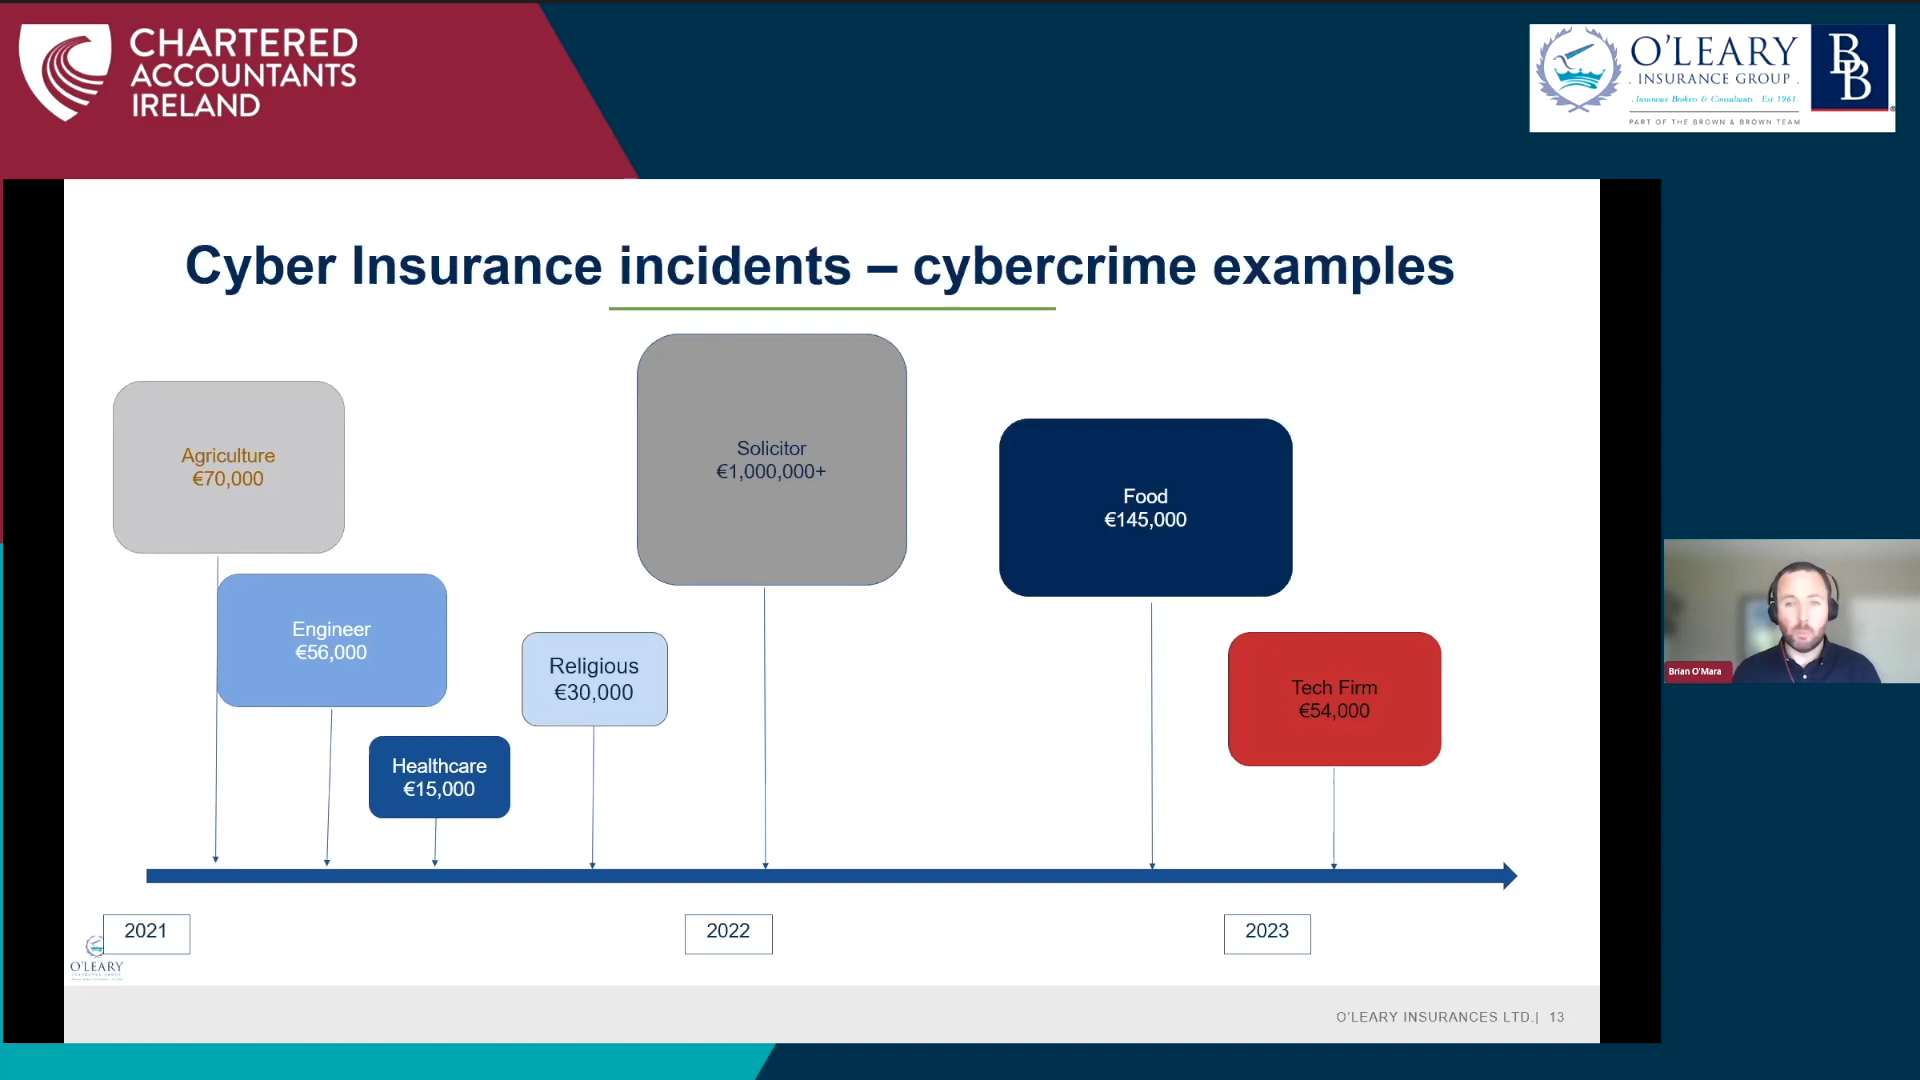 CHARTERED
ACCOUNTANTS
IRELAND
O'LEARY
INSURANCE GROUP
Insurance Brokers & Consultants Est.1961
PART OF THE BROWN & BROWN TEAM
BB
Cyber Insurance incidents – cybercrime examples
Agriculture
€70,000
Engineer
€56,000
Healthcare
€15,000
Religious
€30,000
Solicitor
€1,000,000+
Food
€145,000
Tech Firm
€54,000
Brian O'Mara
2021
2022
2023
O'LEARY
O'LEARY INSURANCES LTD.| 13